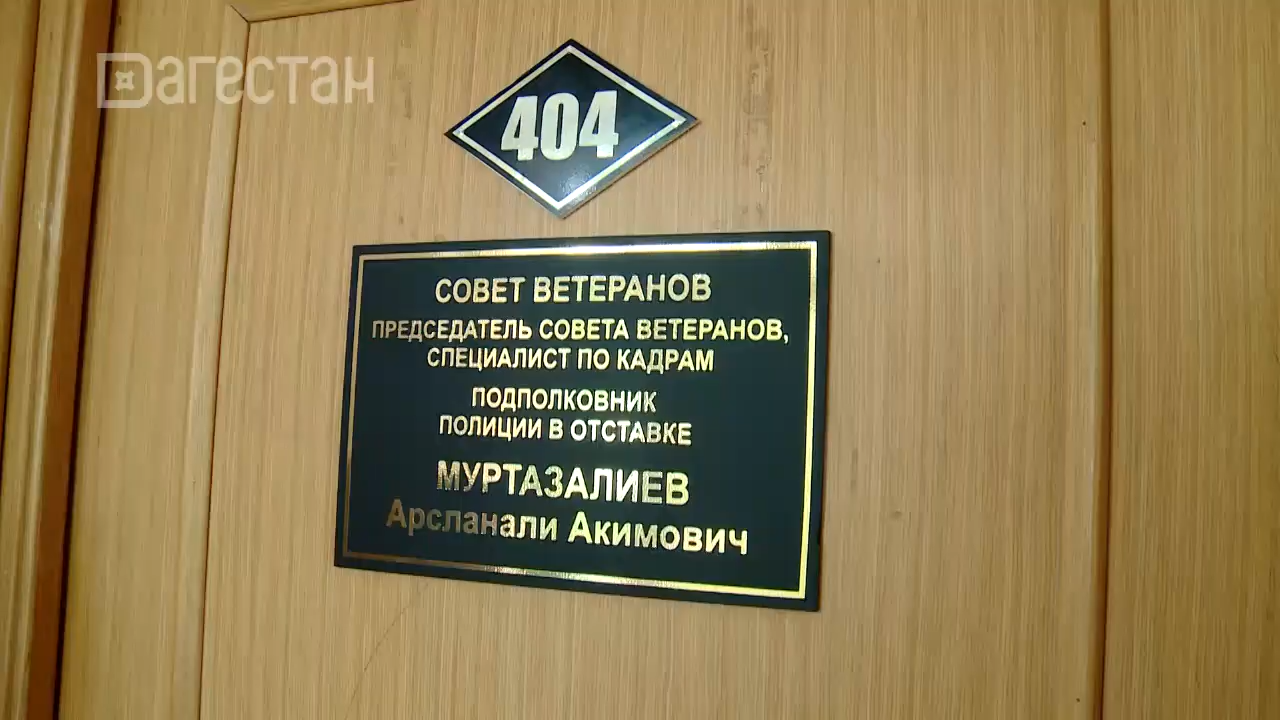 Дагестан
404
СОВЕТ ВЕТЕРАНОВ
ПРЕДСЕДАТЕЛЬ СОВЕТА ВЕТЕРАНОВ,
СПЕЦИАЛИСТ ПО КАДРАМ
ПОДПОЛКОВНИК
ПОЛИЦИИ В ОТСТАВКЕ
МУРТАЗАЛИЕВ
Арсланали Акимович